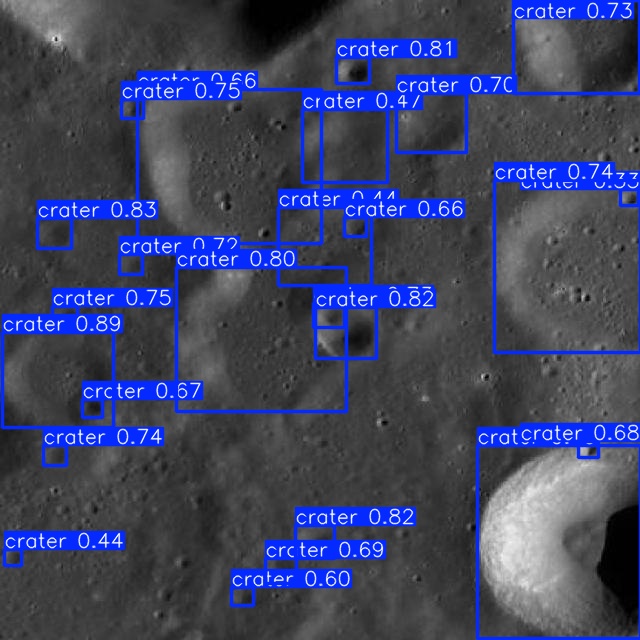 crater 0.73
crater 0.81
crater 0.66
crater 0.75
crater 0.70
crater 0.47
crater 0.74
crater 0.44
crater 0.83
crater 0.66
crater 0.72
crater 0.80
crater 0.75
crater 0.82
crater 0.89
crater 0.67
crater 0.74
crater 0.68
crater 0.82
crater 0.44
crater 0.69
crater 0.60